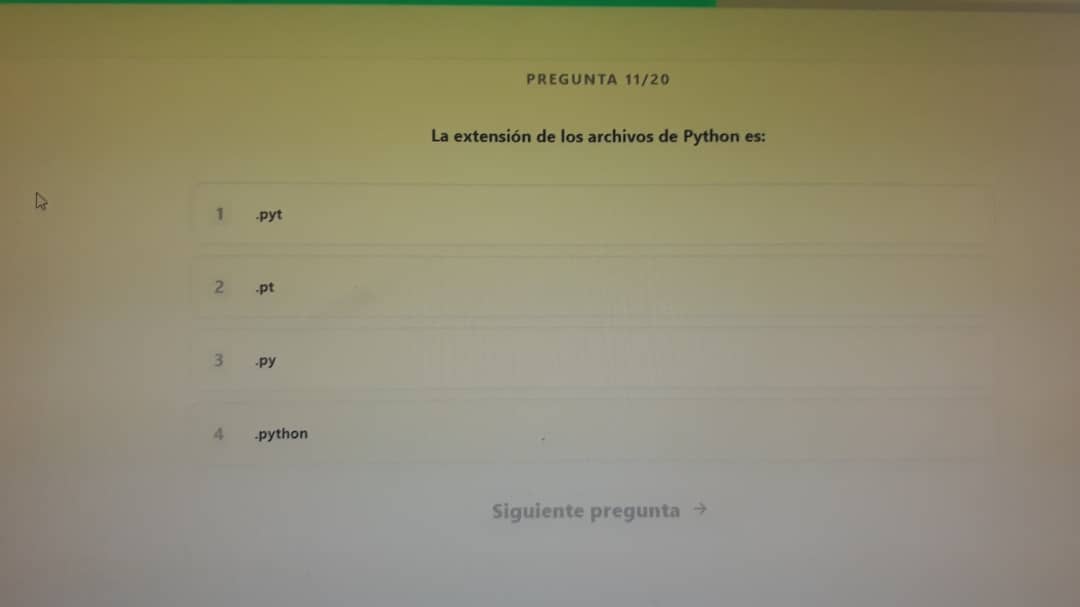 PREGUNTA 11/20
La extensión de los archivos de Python es:
1 .pyt
2 .pt
3 .py
4 .python
Siguiente pregunta →